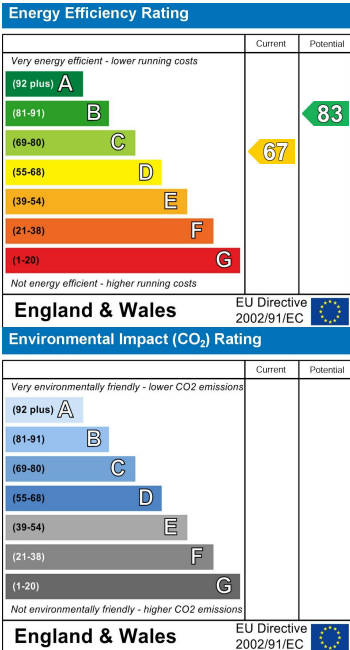 Energy Efficiency Rating
Current Potential
Very energy efficient - lower running costs
(92 plus) A
(81-91) B
83
(69-80) C
67
(55-68) D
(39-54) E
(21-38) F
(1-20) G
Not energy efficient - higher running costs
England & Wales
EU Directive
2002/91/EC
Environmental Impact (CO₂) Rating
Current Potential
Very environmentally friendly - lower CO2 emissions
(92 plus) A
(81-91) B
(69-80) C
(55-68) D
(39-54) E
(21-38) F
(1-20) G
Not environmentally friendly - higher CO2 emissions
England & Wales
EU Directive
2002/91/EC